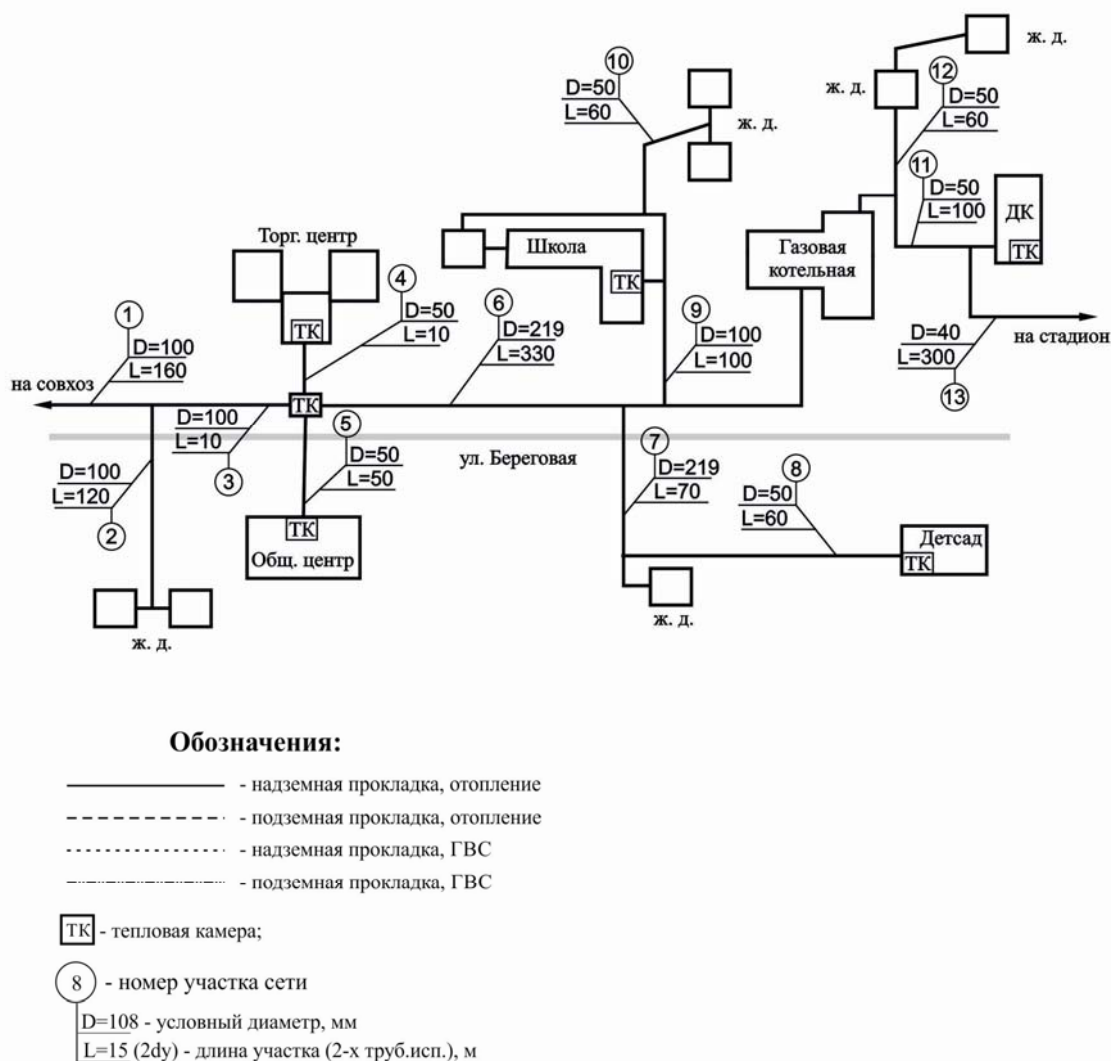 ж. д.
10
D=50
L=60
ж. д.
ж. д.
12
D=50
L=60
11
D=50
L=100
ДК
ТК
Торг. центр
ТК
Школа
ТК
Газовая
котельная
1
D=100
L=160
4
D=50
L=10
6
D=219
L=330
9
D=100
L=100
D=40
L=300
13
на стадион
на совхоз
ТК
D=100
L=10
3
5
D=50
L=50
ул. Береговая
7
D=219
L=70
8
D=50
L=60
D=100
L=120
2
ТК
Общ. центр
Детсад
ТК
ж. д.
ж. д.
Обозначения:
- надземная прокладка, отопление
- подземная прокладка, отопление
- надземная прокладка, ГВС
- подземная прокладка, ГВС
ТК - тепловая камера;
8 - номер участка сети
D=108 - условный диаметр, мм
L=15 (2dy) - длина участка (2-х труб.исп.), м